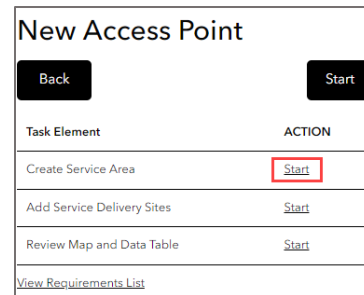 New Access Point
Back Start
Task Element ACTION
Create Service Area Start
Add Service Delivery Sites Start
Review Map and Data Table Start
View Requirements List